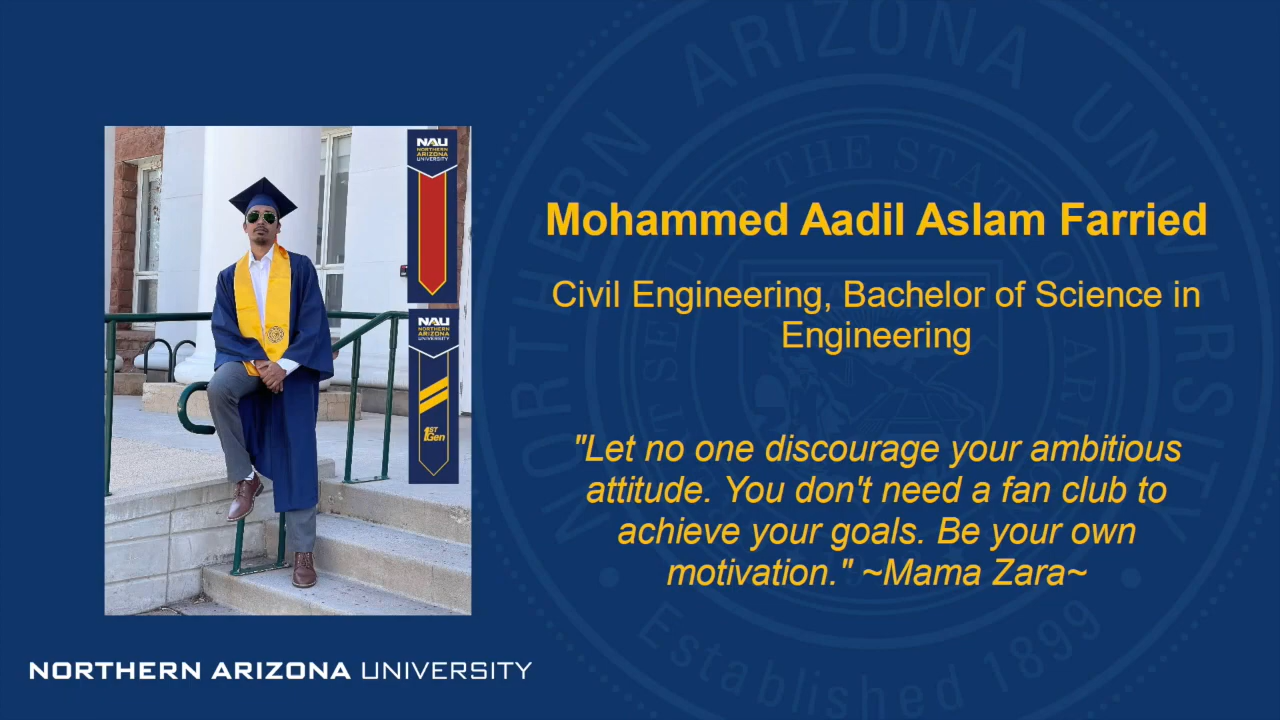 NAU
NORTHERN
ARIZONA
UNIVERSITY
NAU
NORTHERN
ARIZONA
UNIVERSITY
1ST
Gen
Mohammed Aadil Aslam Farried
Civil Engineering, Bachelor of Science in
Engineering
"Let no one discourage your ambitious
attitude. You don't need a fan club to
achieve your goals. Be your own
motivation." ~Mama Zara~
NORTHERN ARIZONA UNIVERSITY
NORTHERN ARIZONA UNIVERSITY
Established 1899